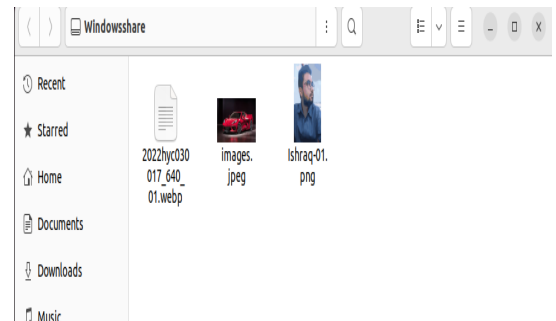 Windowsshare
Recent
Starred
Home
Documents
Downloads
Music
2022hyc030
017_640_
01.webp
images.
jpeg
Ishraq-01.
png